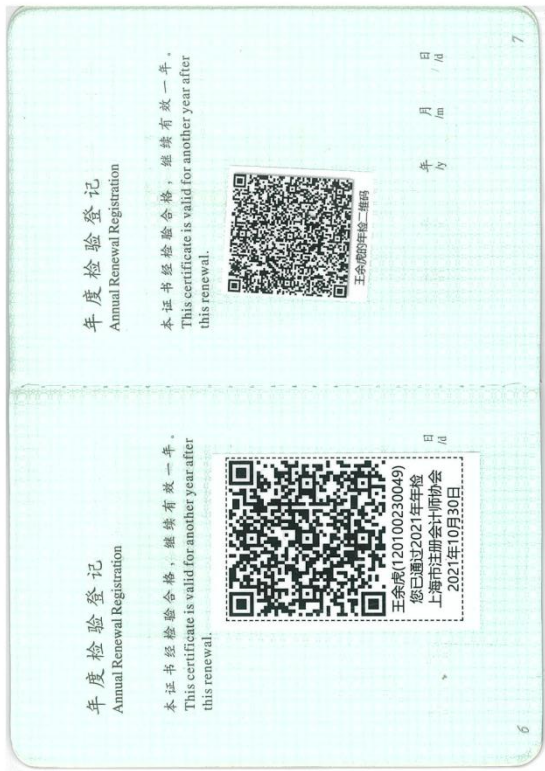 年度检验登记
Annual Renewal Registration
本证书经检验合格，继续有效一年。
This certificate is valid for another year after
this renewal.
王余虎(120100230049)
您已通过2021年年检
上海市注册会计师协会
2021年10月30日
日
/d
6
年度检验登记
Annual Renewal Registration
本证书经检验合格，继续有效一年。
This certificate is valid for another year after
this renewal.
王余虎的年检二维码
年 月 日
/y /m /d
7